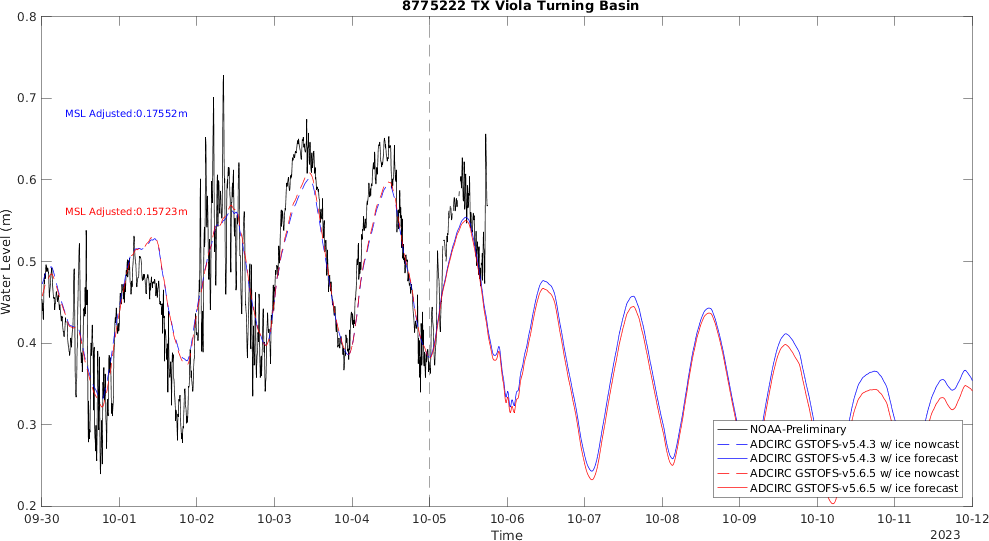 8775222 TX Viola Turning Basin
0.8
0.7
0.6
0.5
0.4
0.3
0.2
Water Level (m)
MSL Adjusted:0.17552m
MSL Adjusted:0.15723m
NOAA-Preliminary
ADCIRC GSTOFS-v5.4.3 w/ ice nowcast
ADCIRC GSTOFS-v5.4.3 w/ ice forecast
ADCIRC GSTOFS-v5.6.5 w/ ice nowcast
ADCIRC GSTOFS-v5.6.5 w/ ice forecast
09-30 10-01 10-02 10-03 10-04 10-05 10-06 10-07 10-08 10-09 10-10 10-11 10-12
Time
2023